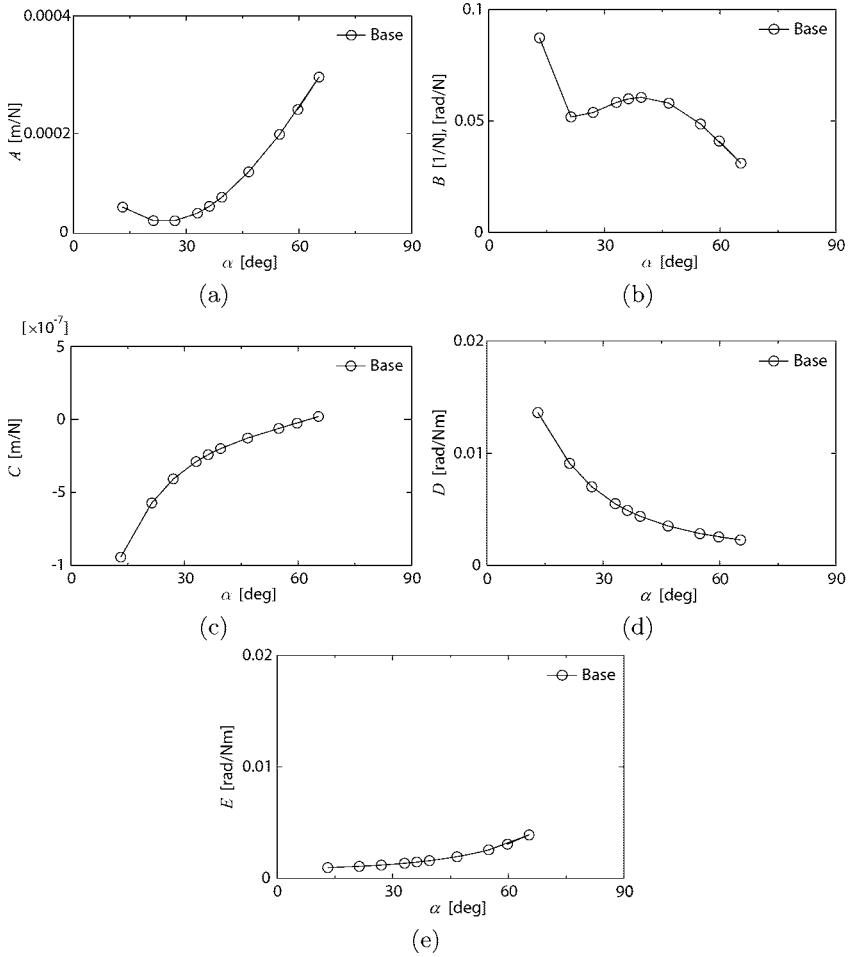 0.0004
Base
A [m/N]
0.0002
0
0 30 60 90
α [deg]
(a)
0.1
Base
B [1/N], [rad/N]
0.05
0
0 30 60 90
α [deg]
(b)
[×10⁻⁷]
5
Base
C [m/N]
0
-5
-1
0 30 60 90
α [deg]
(c)
0.02
Base
D [rad/Nm]
0.01
0
0 30 60 90
α [deg]
(d)
0.02
Base
E [rad/Nm]
0.01
0
0 30 60 90
α [deg]
(e)